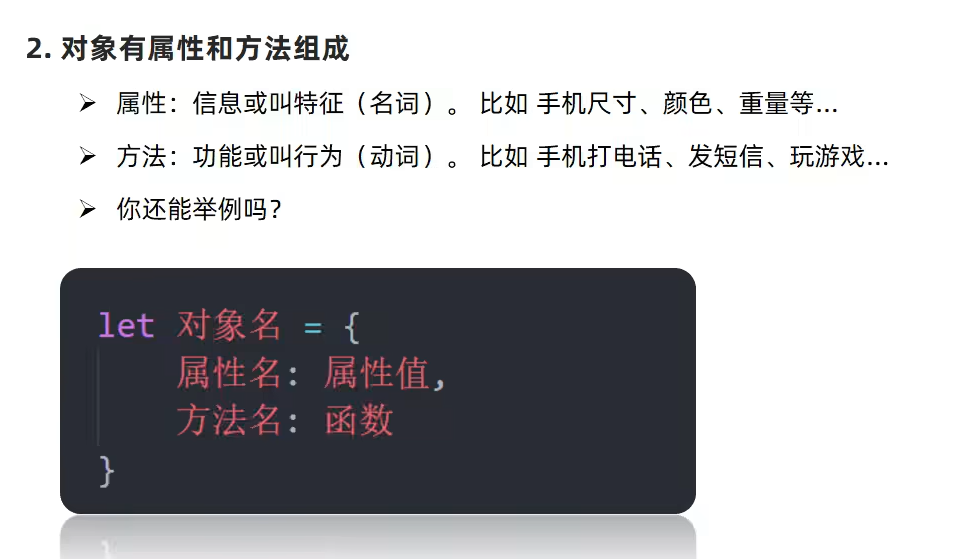 2. 对象有属性和方法组成
➢ 属性：信息或叫特征（名词）。 比如 手机尺寸、颜色、重量等...
➢ 方法：功能或叫行为（动词）。 比如 手机打电话、发短信、玩游戏...
➢ 你还能举例吗？
let 对象名 = {
属性名: 属性值,
方法名: 函数
}